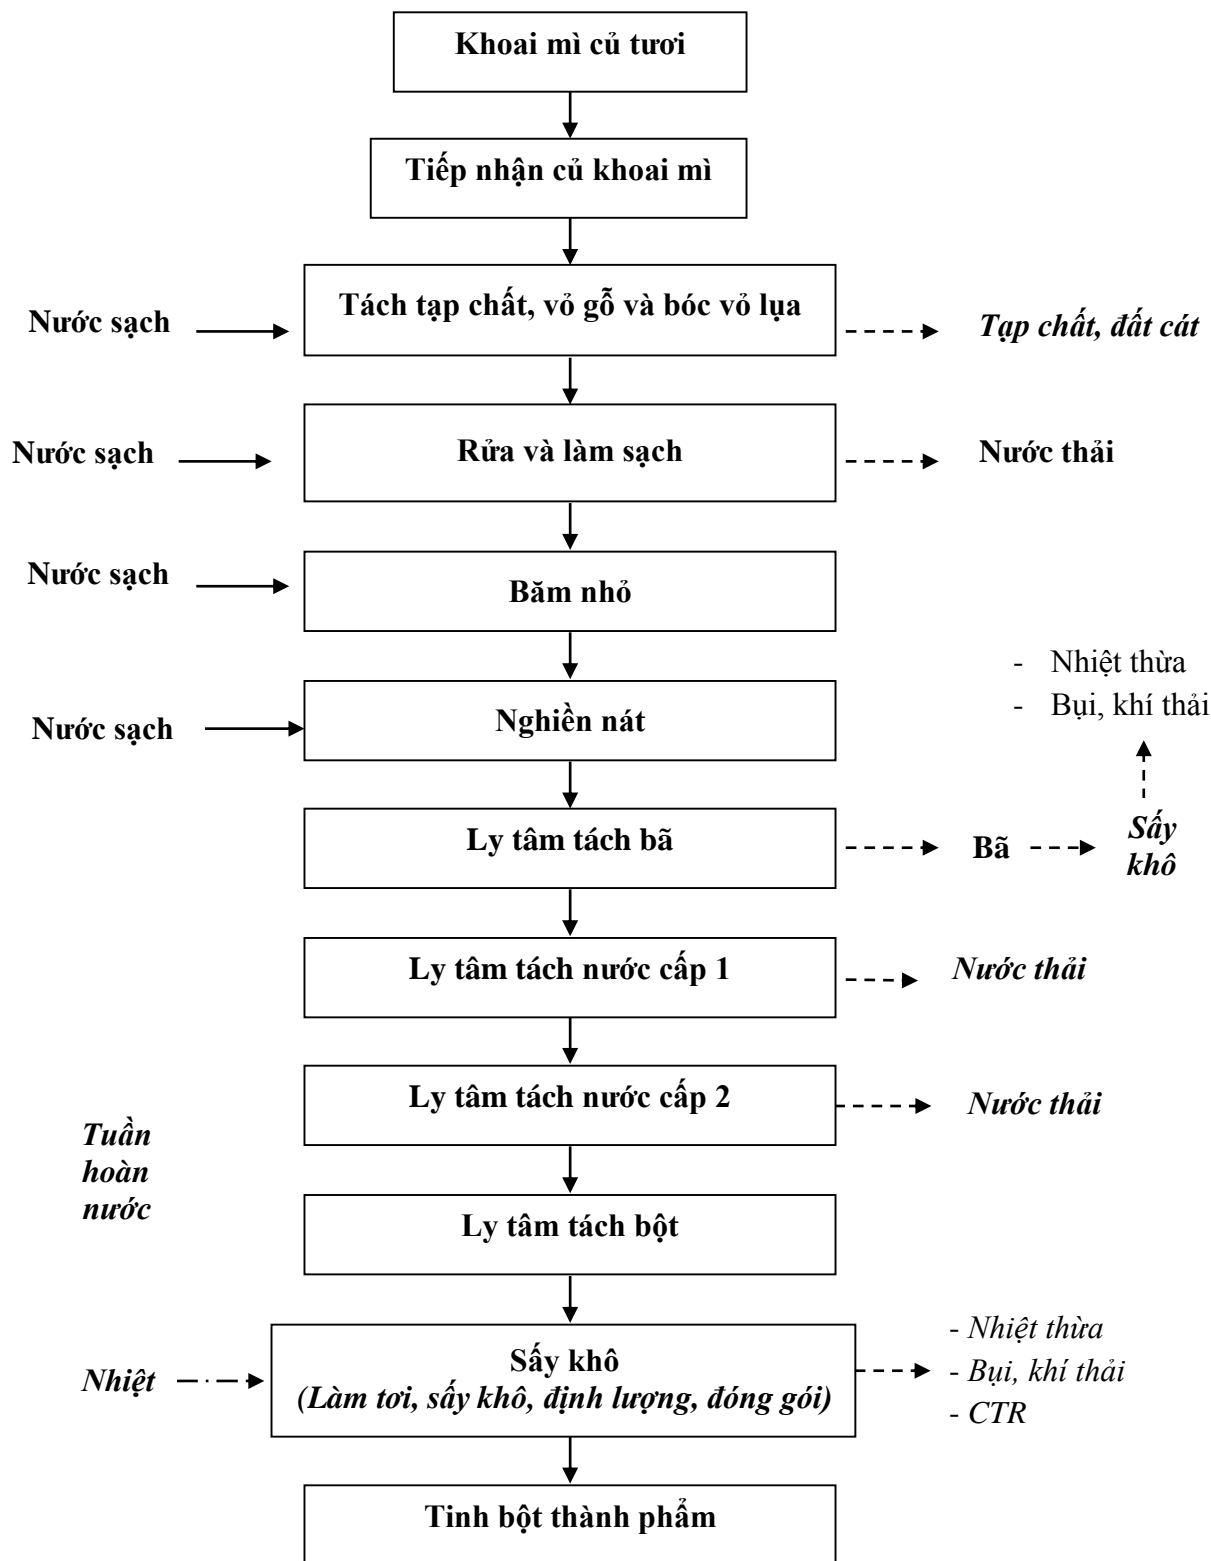 Khoai mì củ tươi
Tiếp nhận củ khoai mì
Tách tạp chất, vỏ gỗ và bóc vỏ lụa
Nước sạch
Tạp chất, đất cát
Nước sạch
Rửa và làm sạch
Nước thải
Nước sạch
Băm nhỏ
- Nhiệt thừa
- Bụi, khí thải
Nước sạch
Nghiền nát
Ly tâm tách bã
Bã
Sấy
khô
Ly tâm tách nước cấp 1
Nước thải
Ly tâm tách nước cấp 2
Nước thải
Tuần
hoàn
nước
Ly tâm tách bột
Nhiệt
Sấy khô
(Làm tơi, sấy khô, định lượng, đóng gói)
- Nhiệt thừa
- Bụi, khí thải
- CTR
Tinh bột thành phẩm